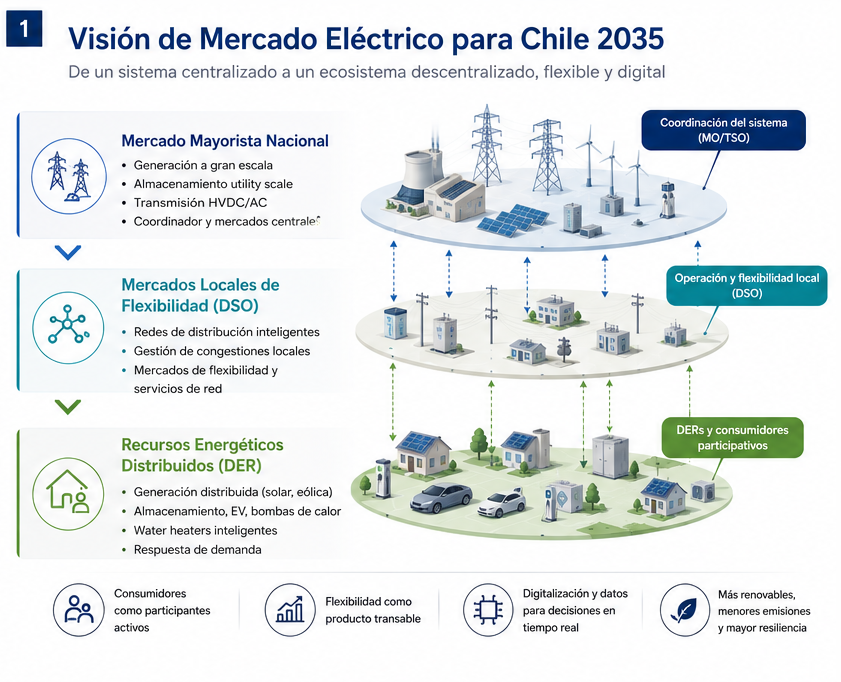 1
Visión de Mercado Eléctrico para Chile 2035
De un sistema centralizado a un ecosistema descentralizado, flexible y digital
Mercado Mayorista Nacional
• Generación a gran escala
• Almacenamiento utility scale
• Transmisión HVDC/AC
• Coordinador y mercados centrales
Coordinación del sistema
(MO/TSO)
Mercados Locales de
Flexibilidad (DSO)
• Redes de distribución inteligentes
• Gestión de congestiones locales
• Mercados de flexibilidad y
servicios de red
Operación y flexibilidad local
(DSO)
Recursos Energéticos
Distribuidos (DER)
• Generación distribuida (solar, eólica)
• Almacenamiento, EV, bombas de calor
• Water heaters inteligentes
• Respuesta de demanda
DERs y consumidores
participativos
Consumidores
como participantes
activos
Flexibilidad como
producto transable
Digitalización y datos
para decisiones en
tiempo real
Más renovables,
menores emisiones
y mayor resiliencia